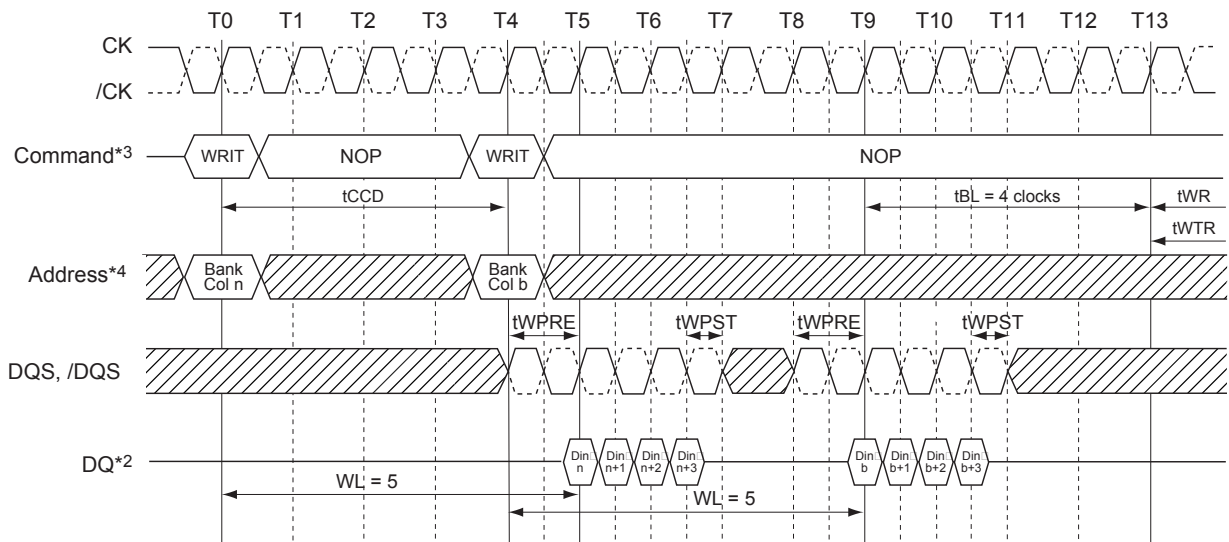 T0 T1 T2 T3 T4 T5 T6 T7 T8 T9 T10 T11 T12 T13
CK
/CK
Command*3 WRIT NOP WRIT NOP
tCCD tBL = 4 clocks tWR
tWTR
Address*4 Bank Col n Bank Col b
tWPRE tWPST tWPRE tWPST
DQS, /DQS
DQ*2 Din n Din n+1 Din n+2 Din n+3 Din b Din b+1 Din b+2 Din b+3
WL = 5 WL = 5